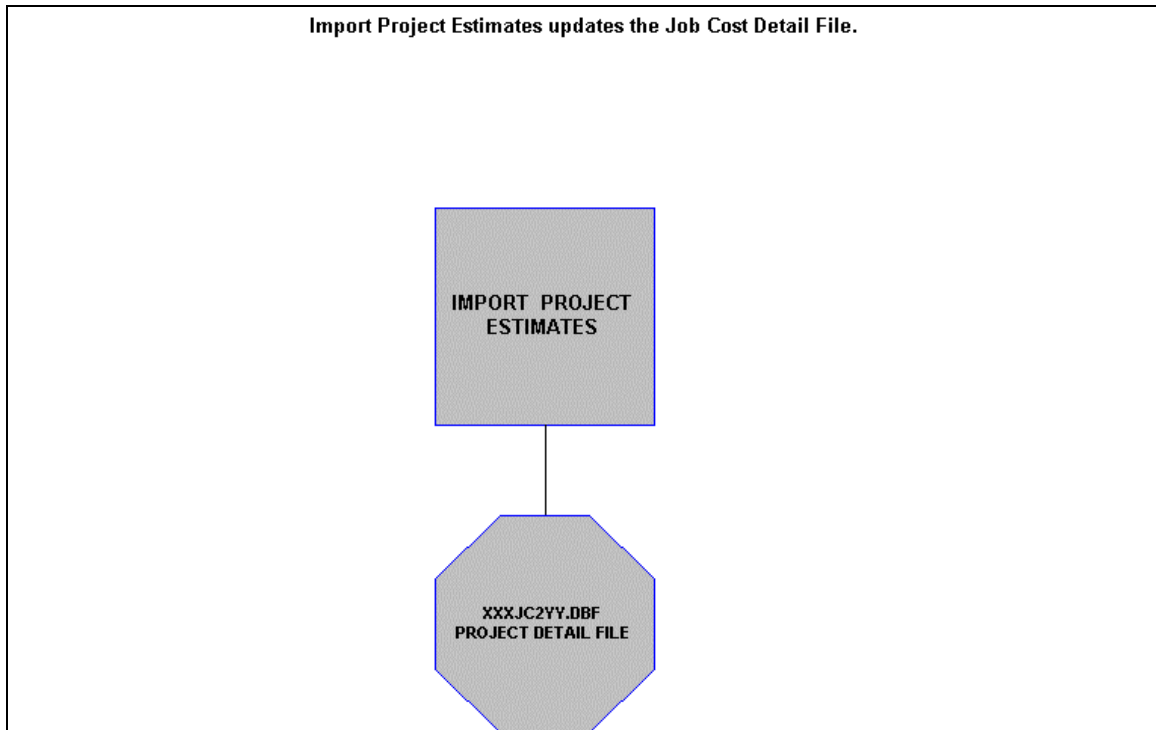 Import Project Estimates updates the Job Cost Detail File.
IMPORT PROJECT
ESTIMATES
XXXJC2YY.DBF
PROJECT DETAIL FILE